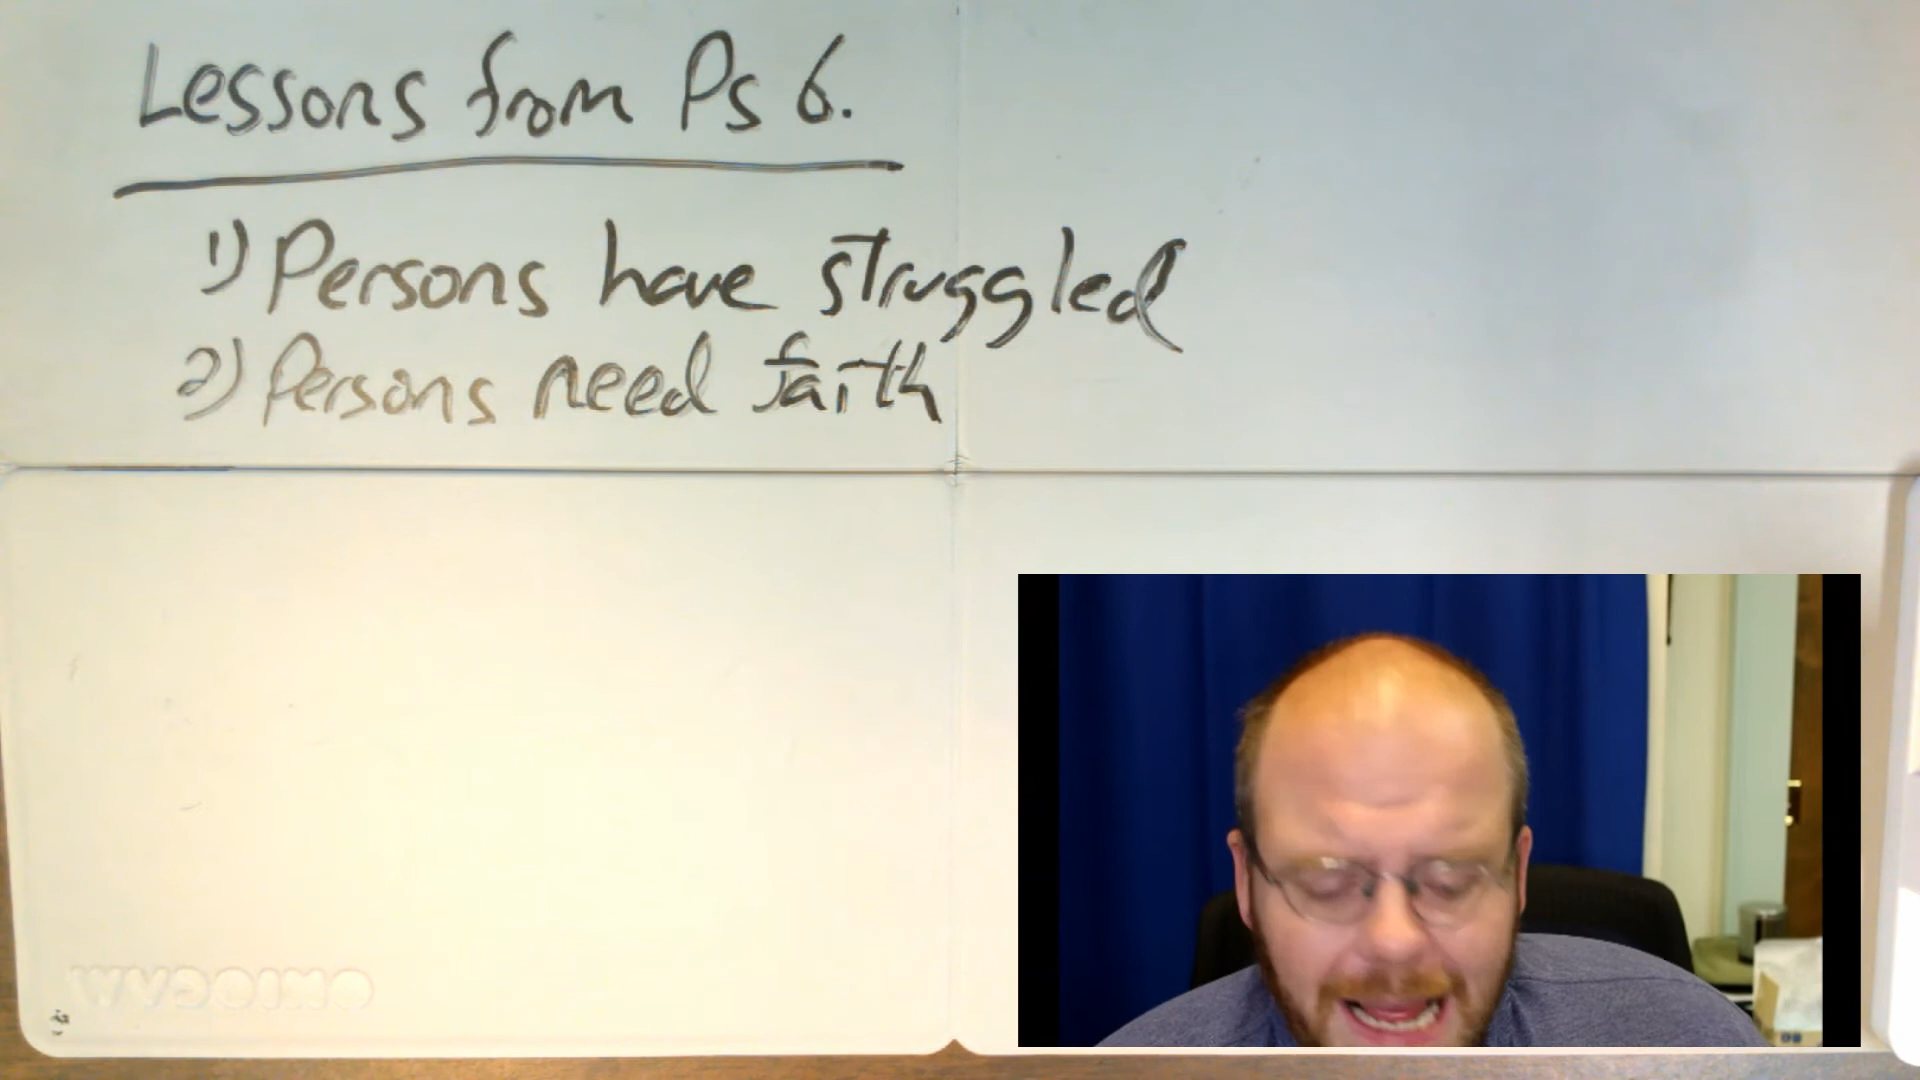 Lessons from Ps 6.
1) Persons have struggled
2) Persons need faith